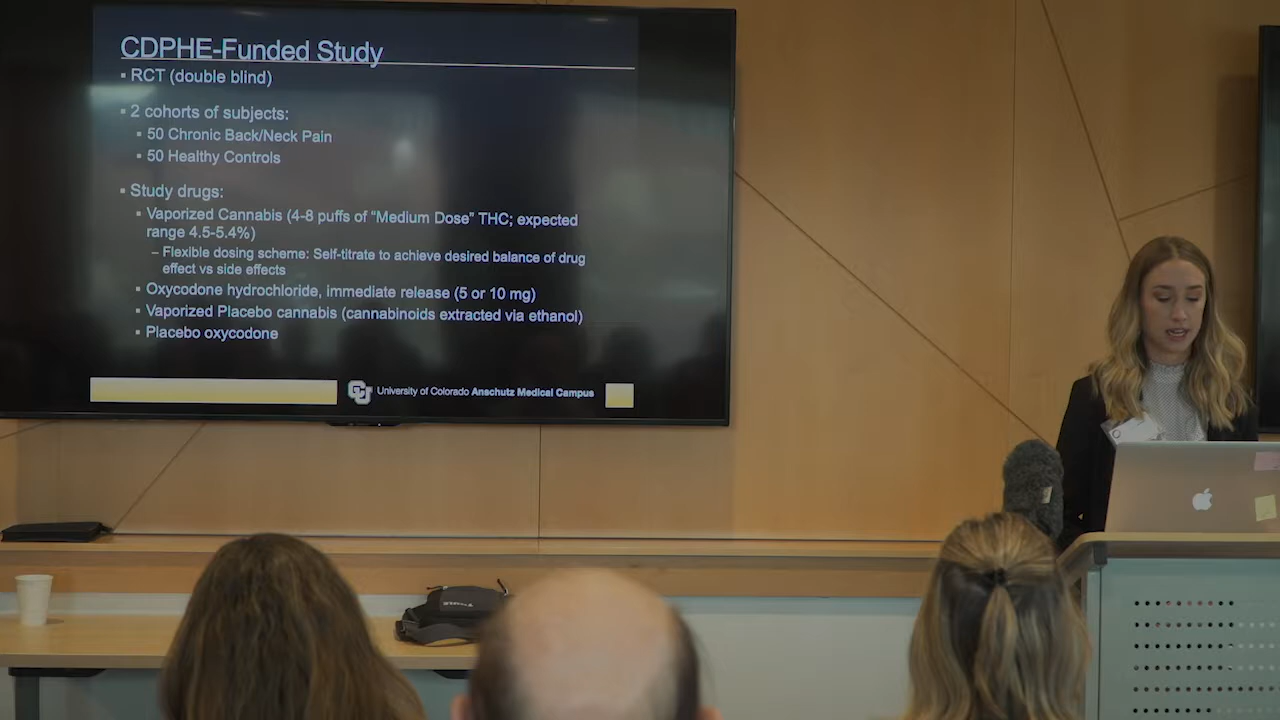 CDPHE-Funded Study
▪ RCT (double blind)
▪ 2 cohorts of subjects:
▪ 50 Chronic Back/Neck Pain
▪ 50 Healthy Controls
▪ Study drugs:
▪ Vaporized Cannabis (4-8 puffs of “Medium Dose” THC; expected
range 4.5-5.4%)
– Flexible dosing scheme: Self-titrate to achieve desired balance of drug
effect vs side effects
▪ Oxycodone hydrochloride, immediate release (5 or 10 mg)
▪ Vaporized Placebo cannabis (cannabinoids extracted via ethanol)
▪ Placebo oxycodone
CU University of Colorado Anschutz Medical Campus
THULE